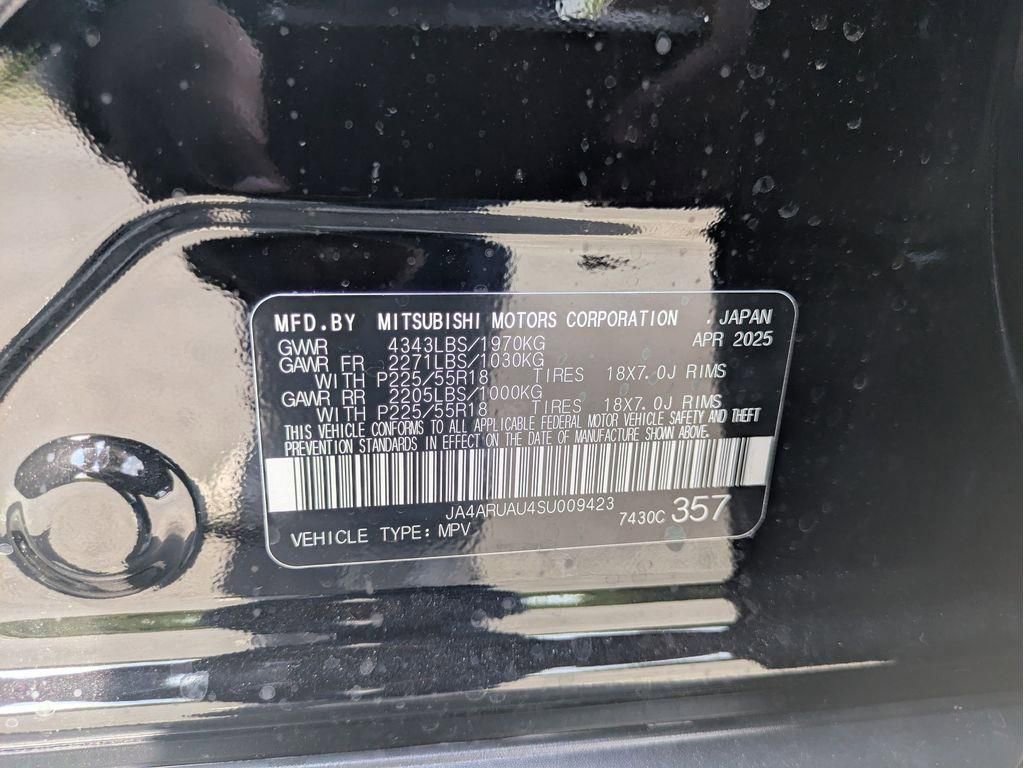 MFD.BY MITSUBISHI MOTORS CORPORATION , JAPAN
GVWR 4343LBS/1970KG APR 2025
GAWR FR 2271LBS/1030KG
WITH P225/55R18 TIRES 18X7.0J RIMS
GAWR RR 2205LBS/1000KG
WITH P225/55R18 TIRES 18X7.0J RIMS
THIS VEHICLE CONFORMS TO ALL APPLICABLE FEDERAL MOTOR VEHICLE SAFETY AND THEFT
PREVENTION STANDARDS IN EFFECT ON THE DATE OF MANUFACTURE SHOWN ABOVE.
JA4ARUAU4SU009423
7430C 357
VEHICLE TYPE: MPV